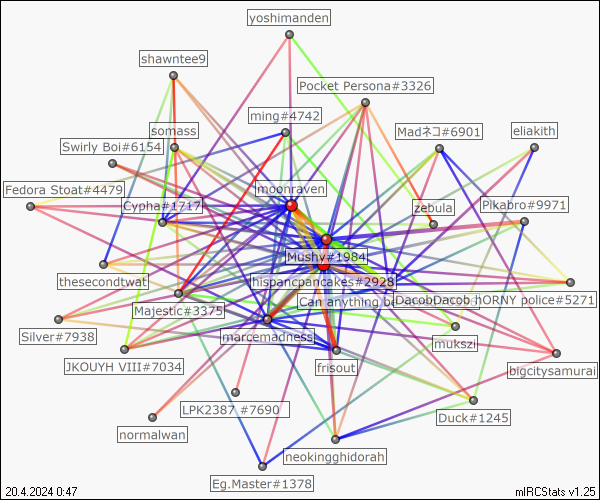 yoshimanden
shawntee9
Pocket Persona#3326
ming#4742
somass
Madネコ#6901
eliakith
Swirly Boi#6154
moonraven
Fedora Stoat#4479
Cypha#1717
zebula
Pikabro#9971
Mushy#1984
thesecondtwat
hispancpancakes#2928
Can anything be
DacobDacob hORNY police#5271
Majestic#3375
Silver#7938
marcemadness
mukszi
JKOUYH VIII#7034
frisout
bigcitysamurai
LPK2387 #7690
normalwan
Duck#1245
neokingghidorah
Eg.Master#1378
20.4.2024 0:47
mIRCStats v1.25